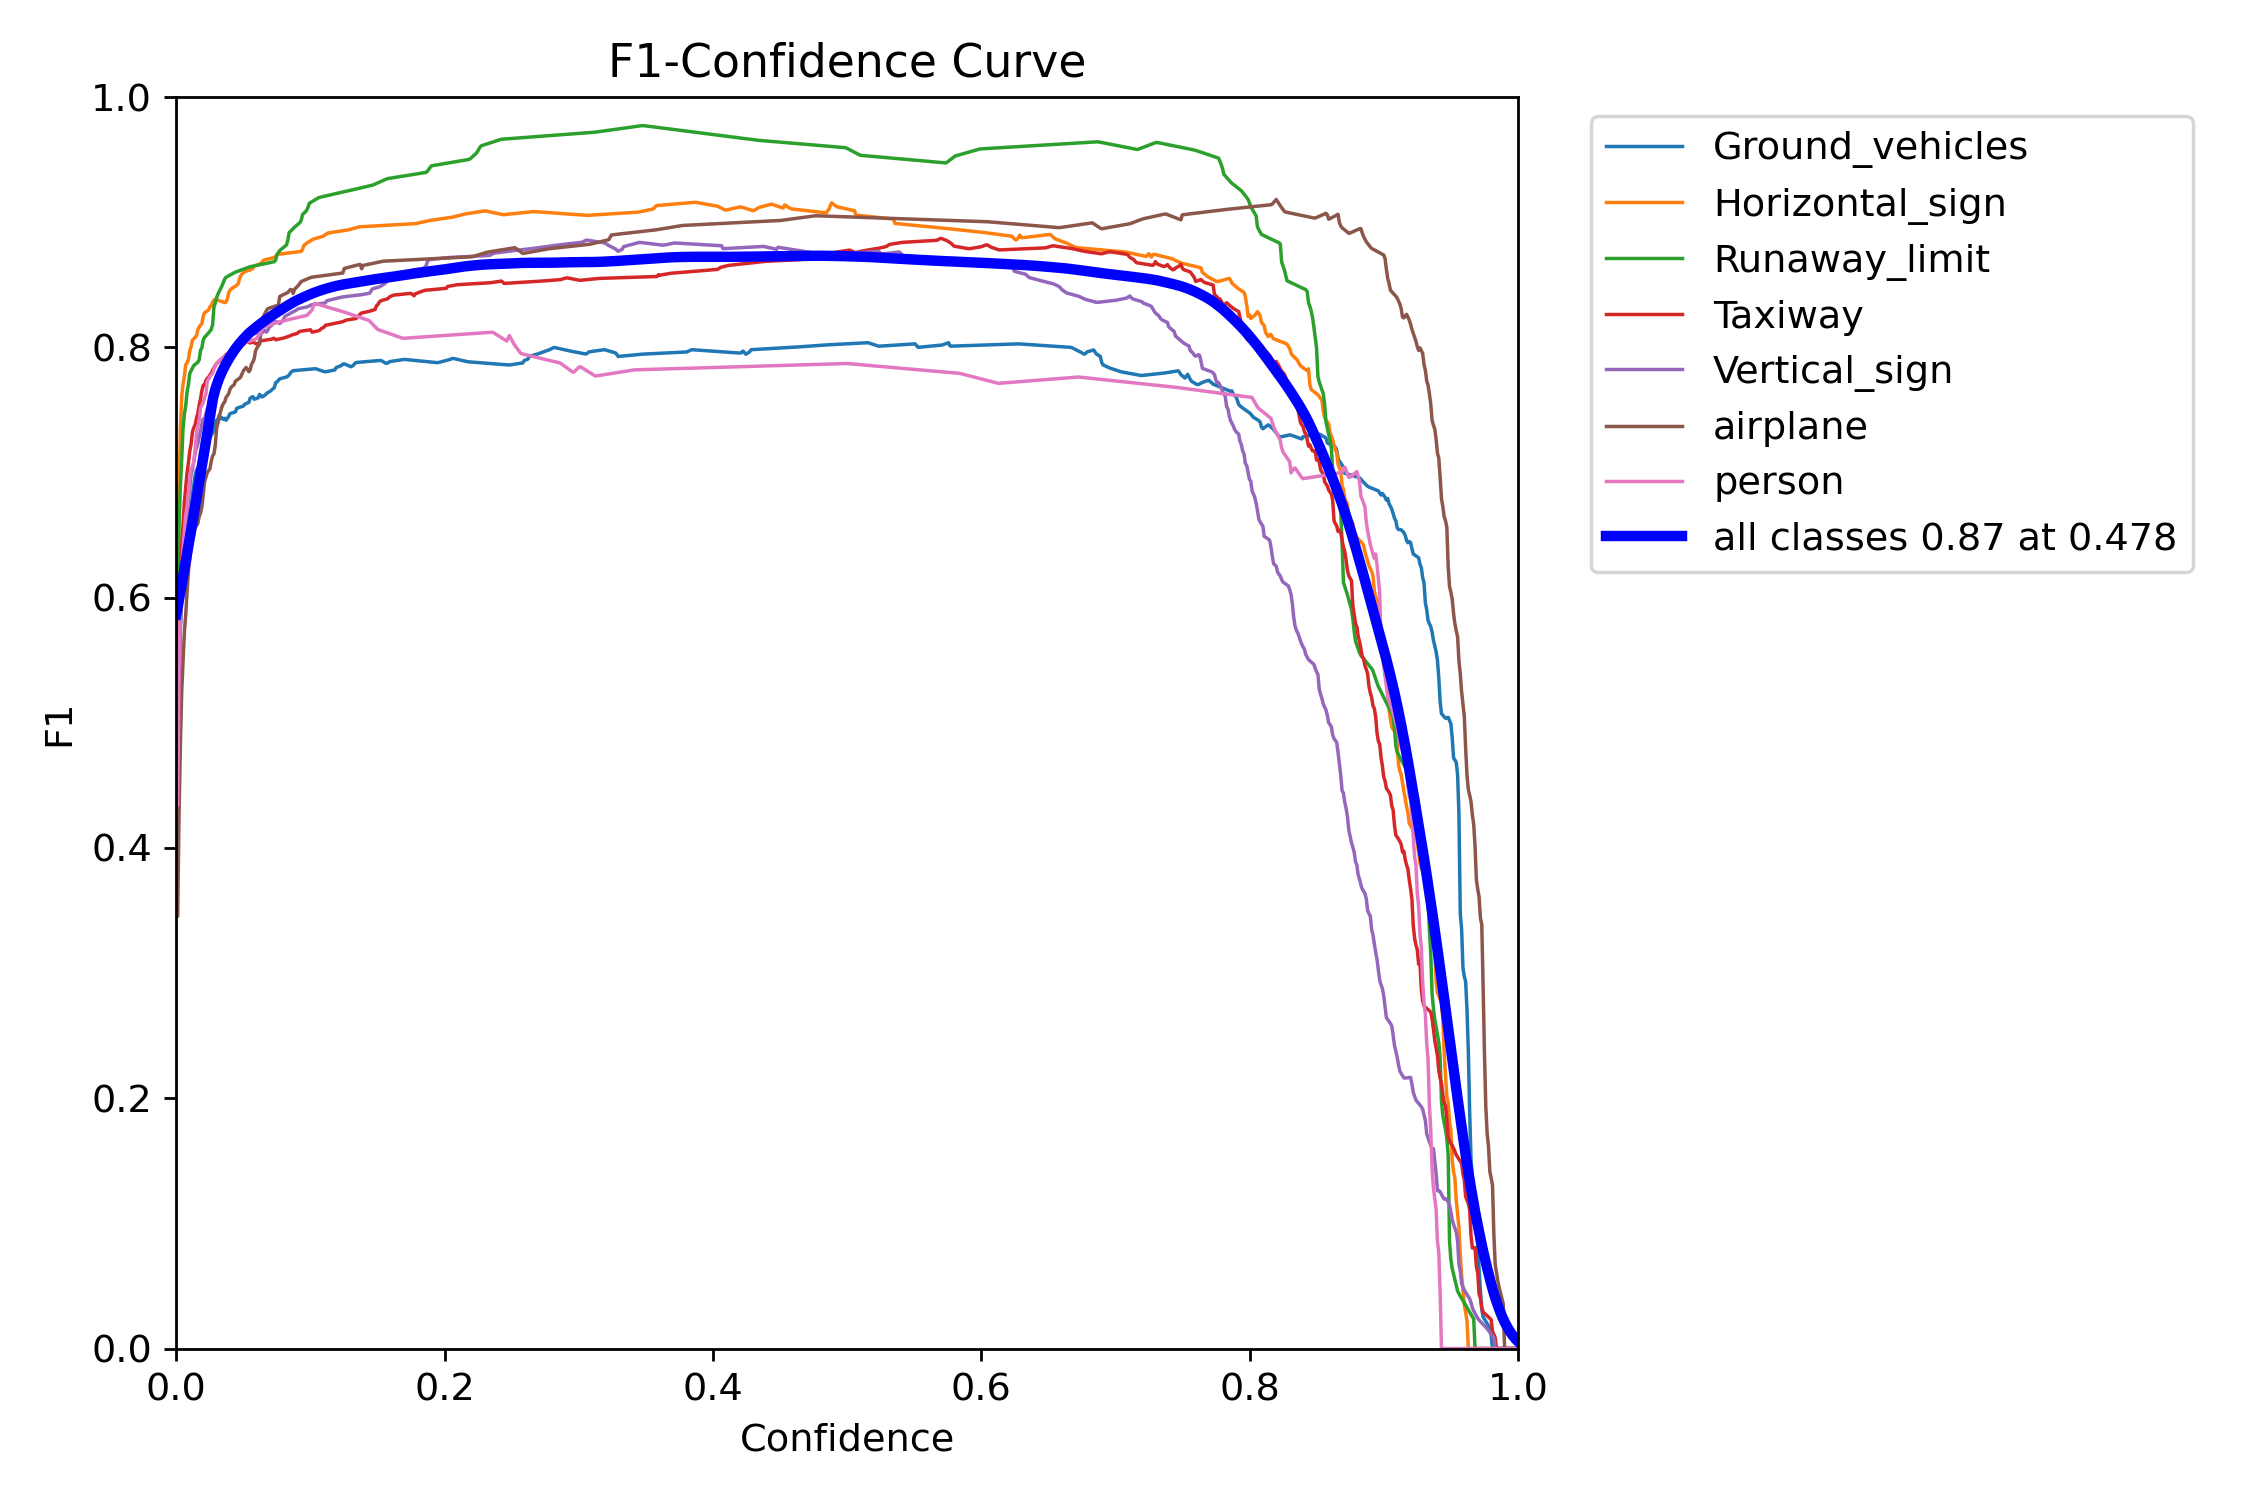 F1-Confidence Curve
1.0
0.8
0.6
0.4
0.2
0.0
F1
0.0 0.2 0.4 0.6 0.8 1.0
Confidence
Ground_vehicles
Horizontal_sign
Runaway_limit
Taxiway
Vertical_sign
airplane
person
all classes 0.87 at 0.478